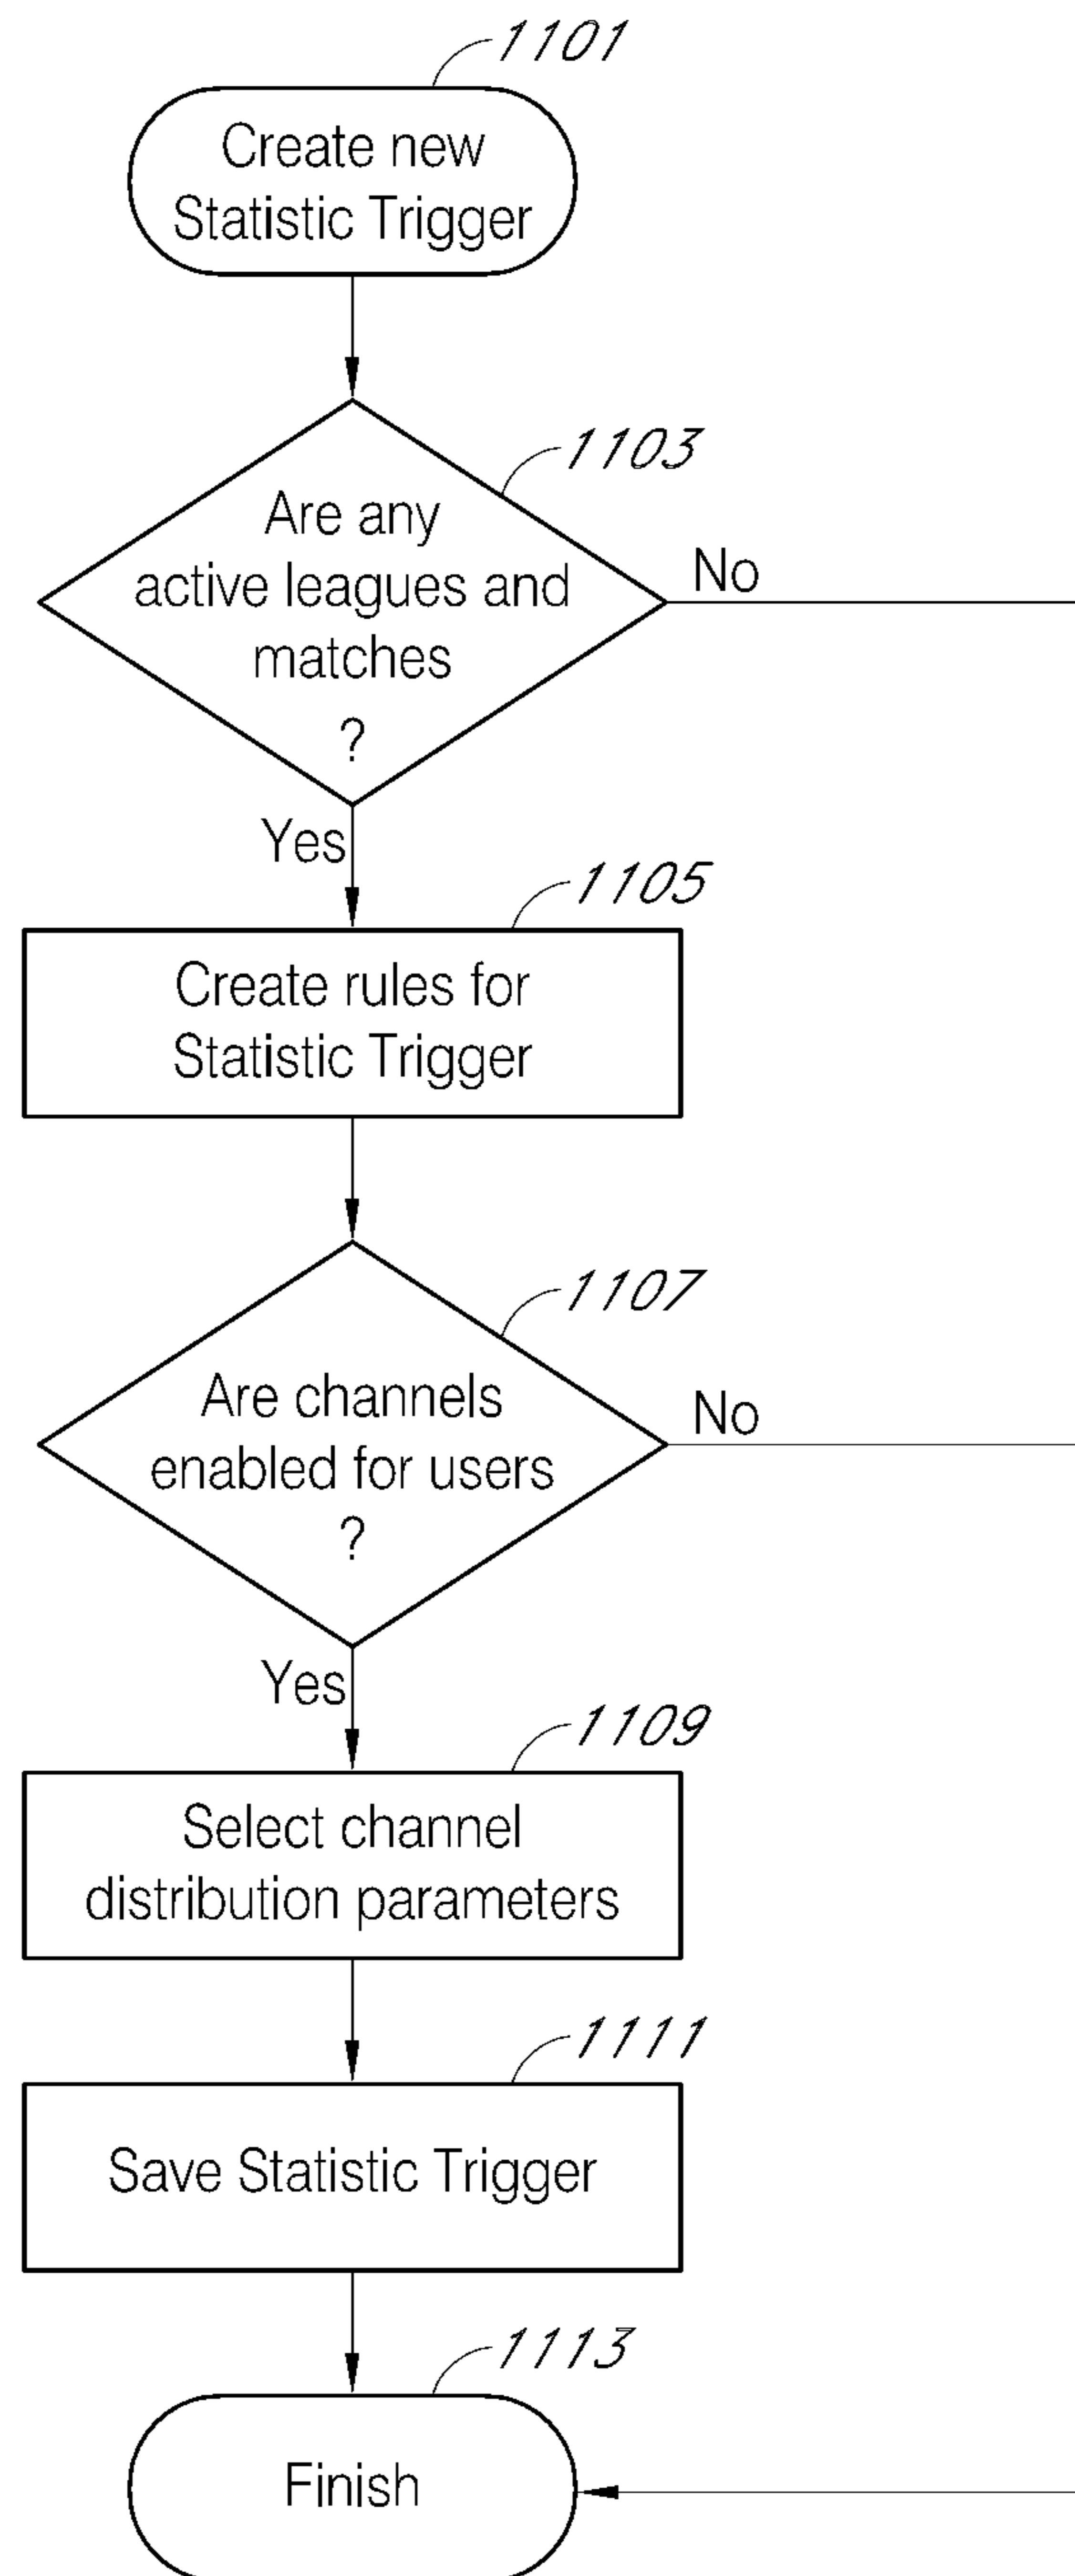 1101
Create new
Statistic Trigger
1103
Are any
active leagues and
matches
?
No
Yes
1105
Create rules for
Statistic Trigger
1107
Are channels
enabled for users
?
No
Yes
1109
Select channel
distribution parameters
1111
Save Statistic Trigger
1113
Finish